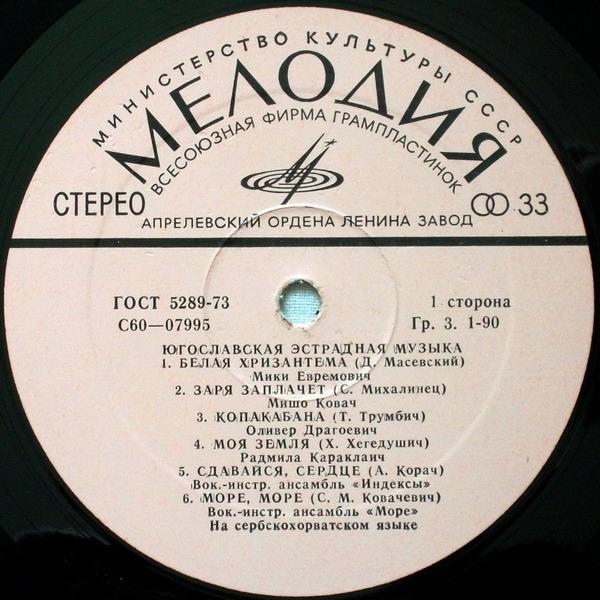 МИНИСТЕРСТВО КУЛЬТУРЫ СССР
МЕЛОДИЯ
ВСЕСОЮЗНАЯ ФИРМА ГРАМПЛАСТИНОК
СТЕРЕО
33
АПРЕЛЕВСКИЙ ОРДЕНА ЛЕНИНА ЗАВОД
ГОСТ 5289-73
1 сторона
С60—07995
Гр. 3. 1-90
ЮГОСЛАВСКАЯ ЭСТРАДНАЯ МУЗЫКА
1. БЕЛАЯ ХРИЗАНТЕМА (Д. Масевский)
Мики Евремович
2. ЗАРЯ ЗАПЛАЧЕТ (С. Михалинец)
Мишо Ковач
3. КОПАКАБАНА (Т. Трумбич)
Оливер Драгоевич
4. МОЯ ЗЕМЛЯ (Х. Хегедушич)
Радмила Караклаич
5. СДАВАЙСЯ, СЕРДЦЕ (А. Корач)
Вок.-инстр. ансамбль «Индексы»
6. МОРЕ, МОРЕ (С. М. Ковачевич)
Вок.-инстр. ансамбль «Море»
На сербскохорватском языке